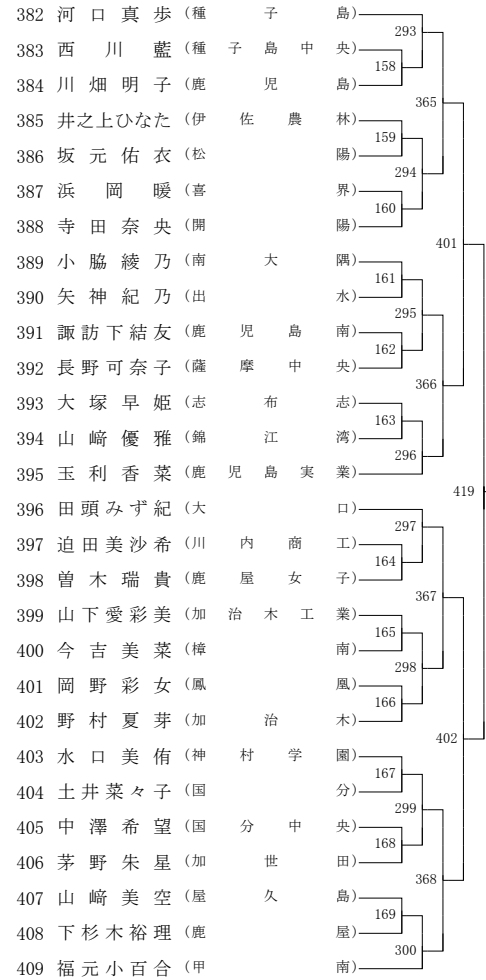 382 河口真歩(種子島)
383 西川藍(種子島中央)
384 川畑明子(鹿児島)
385 井之上ひなた(伊佐農林)
386 坂元佑衣(松陽)
387 浜岡暖(喜界)
388 寺田奈央(開陽)
389 小脇綾乃(南大隅)
390 矢神紀乃(出水)
391 諏訪下結友(鹿児島南)
392 長野可奈子(薩摩中央)
393 大塚早姫(志布志)
394 山﨑優雅(錦江湾)
395 玉利香菜(鹿児島実業)
396 田頭みず紀(大口)
397 迫田美沙希(川内商工)
398 曽木瑞貴(鹿屋女子)
399 山下愛彩美(加治木工業)
400 今吉美菜(樟南)
401 岡野彩女(鳳凰)
402 野村夏芽(加治木)
403 水口美侑(神村学園)
404 土井菜々子(国分)
405 中澤希望(国分中央)
406 茅野朱星(加世田)
407 山﨑美空(屋久島)
408 下杉木裕理(鹿屋)
409 福元小百合(甲南)
158
159
160
161
162
163
164
165
166
167
168
169
293
294
295
296
297
298
299
300
365
366
367
368
401
402
419